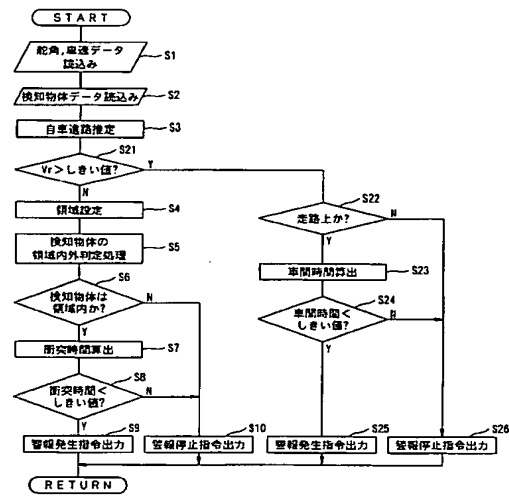 START
舵角,車速データ
読込み
S1
検知物体データ読込み
S2
自車進路推定
S3
S21
Vr>しきい値?
Y
N
領域設定
S4
検知物体の
領域内外判定処理
S5
S6
検知物体は
領域内か?
N
Y
衝突時間算出
S7
S8
衝突時間<
しきい値?
N
Y
S9
警報発生指令出力
S10
警報停止指令出力
S22
走路上か?
N
Y
車間時間算出
S23
S24
車間時間<
しきい値?
N
Y
S25
警報発生指令出力
S26
警報停止指令出力
RETURN